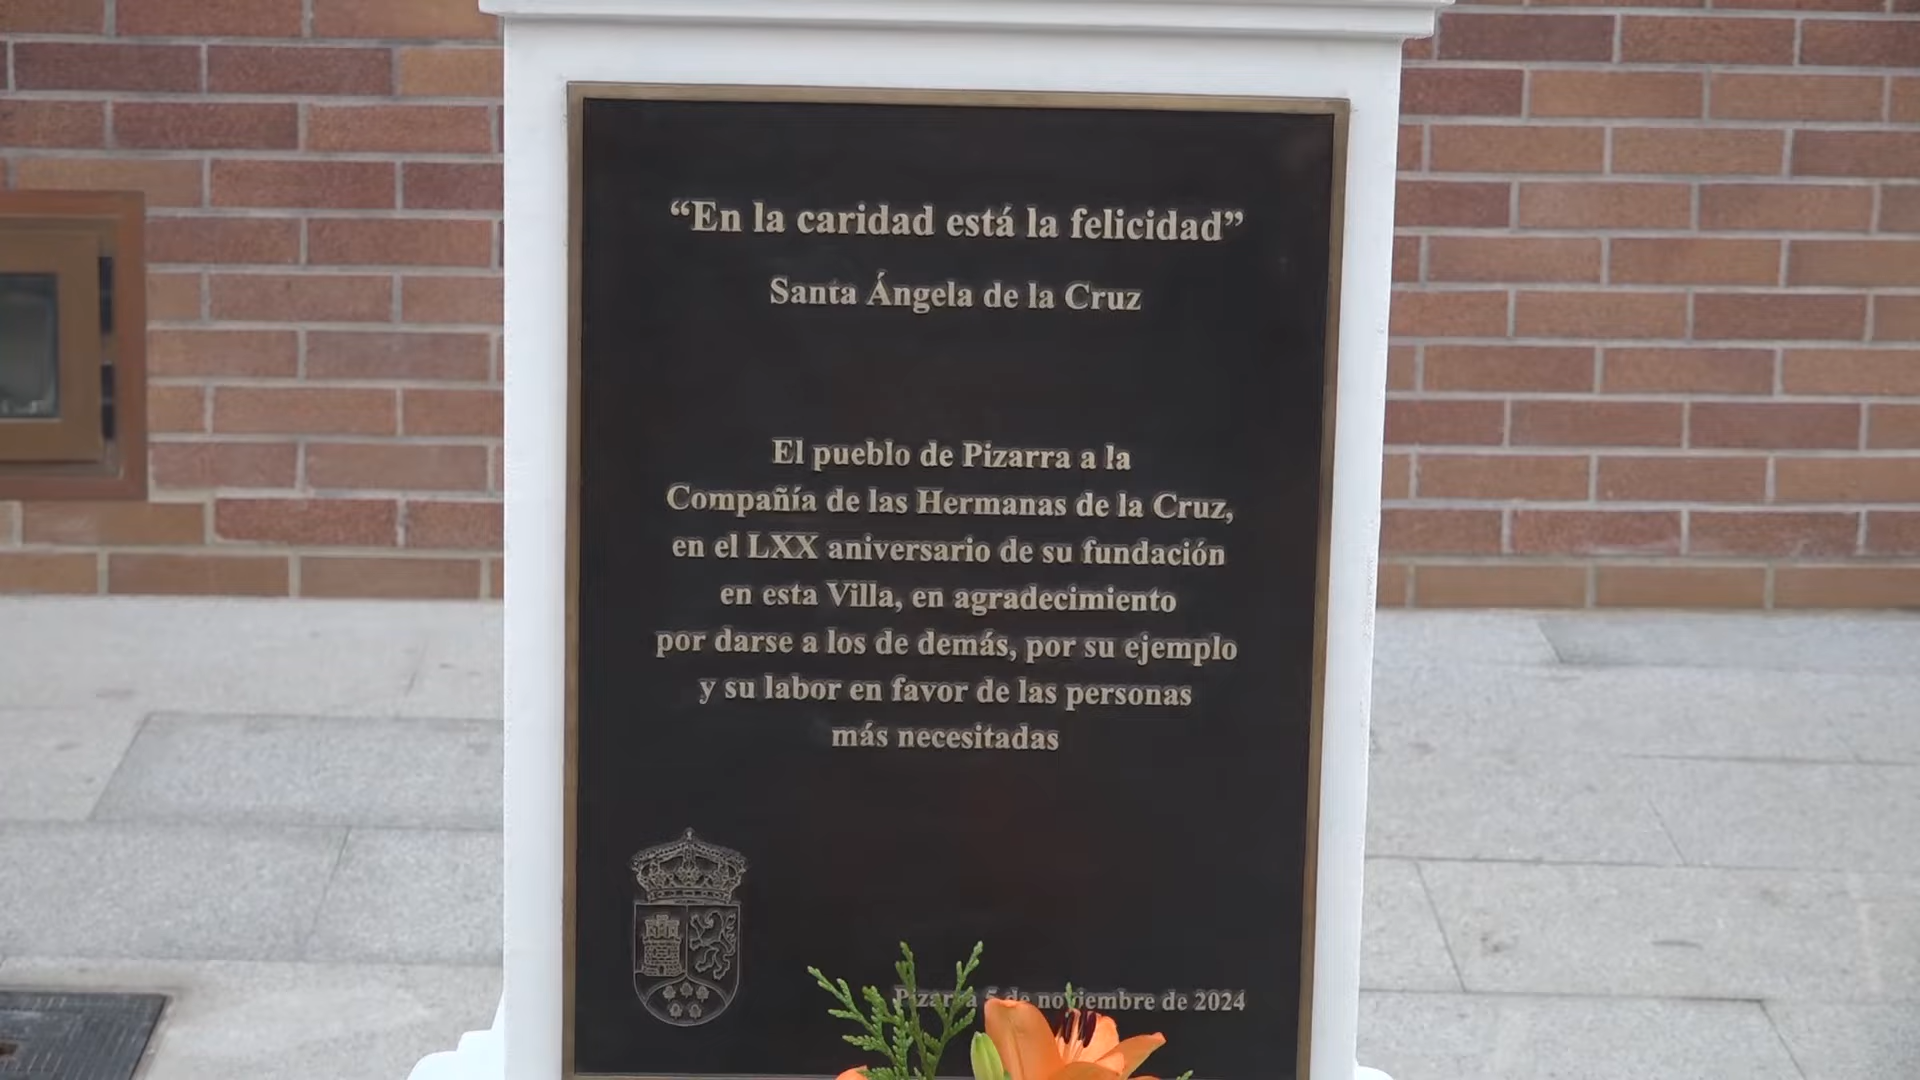 “En la caridad está la felicidad”
Santa Ángela de la Cruz
El pueblo de Pizarra a la
Compañía de las Hermanas de la Cruz,
en el LXX aniversario de su fundación
en esta Villa, en agradecimiento
por darse a los de demás, por su ejemplo
y su labor en favor de las personas
más necesitadas
Pizarra 5 de noviembre de 2024